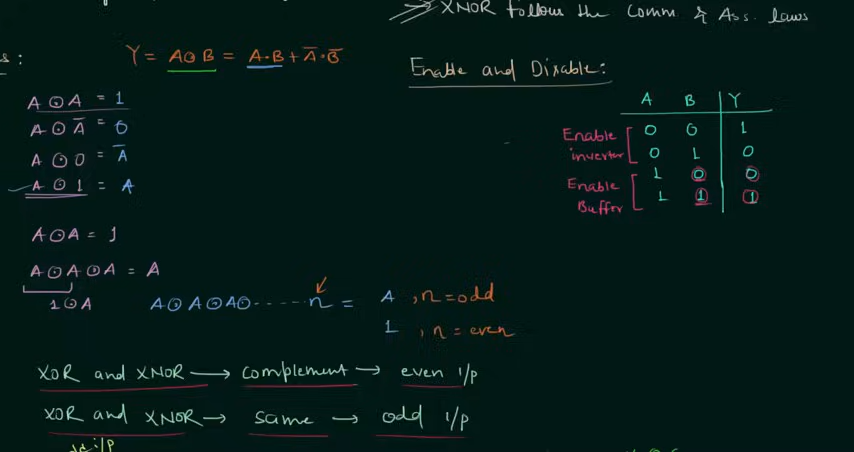 → XNOR follow the Comm & Ass. laws
s :
Y = A⊙B = A·B + A̅·B̅
Enable and Disable:
A ⊙ A = 1
A ⊙ A̅ = 0
A ⊙ 0 = A̅
A ⊙ 1 = A
A B Y
Enable inverter
0 0 1
0 1 0
Enable Buffer
1 0 0
1 1 1
A⊙A = 1
A⊙A⊙A = A
1⊙A
A⊙A⊙A⊙-----n = A , n=odd
1 , n=even
XOR and XNOR → complement → even i/p
XOR and XNOR → same → odd i/p
i/p